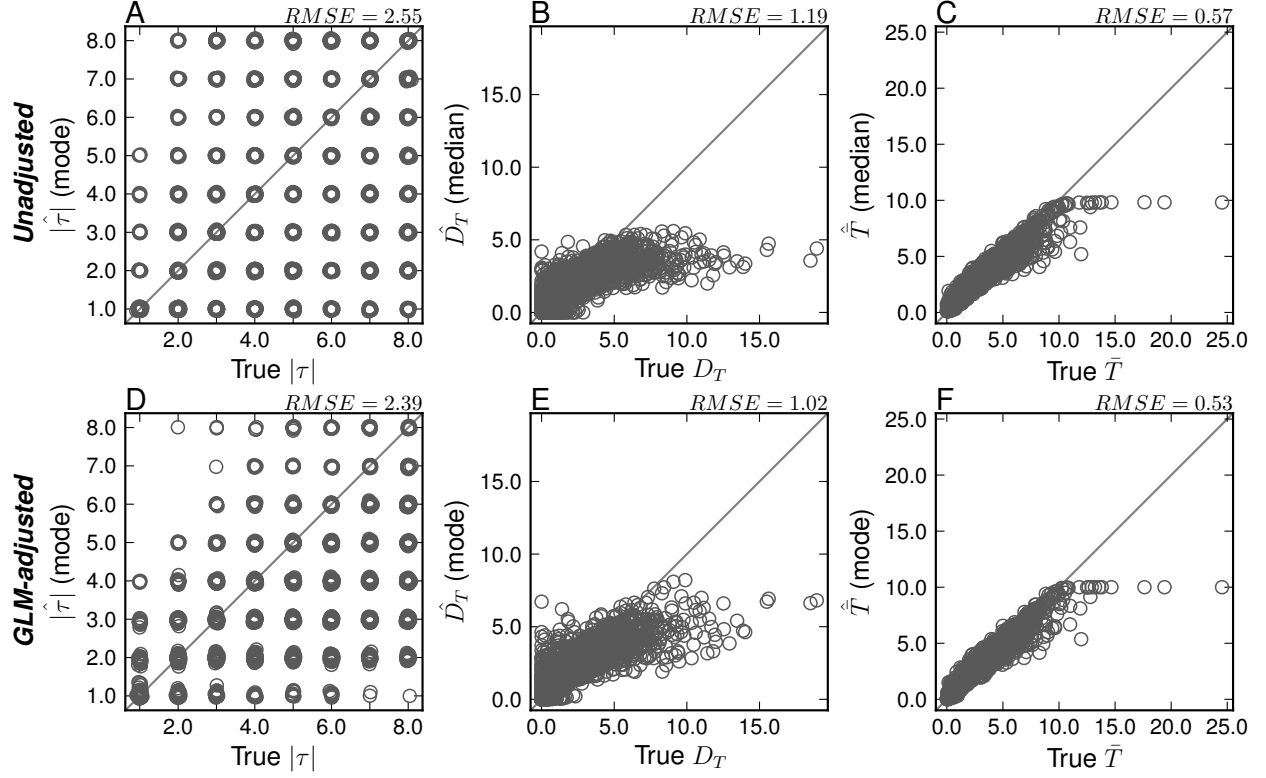 A
RMSE = 2.55
Unadjusted
|τ̂| (mode)
8.0
7.0
6.0
5.0
4.0
3.0
2.0
1.0
2.0 4.0 6.0 8.0
True |τ|
B
RMSE = 1.19
D̂_T (median)
15.0
10.0
5.0
0.0
0.0 5.0 10.0 15.0
True D_T
C
RMSE = 0.57
T̄̂ (median)
25.0
20.0
15.0
10.0
5.0
0.0
0.0 5.0 10.0 15.0 20.0 25.0
True T̄
D
RMSE = 2.39
GLM-adjusted
|τ̂| (mode)
8.0
7.0
6.0
5.0
4.0
3.0
2.0
1.0
2.0 4.0 6.0 8.0
True |τ|
E
RMSE = 1.02
D̂_T (mode)
15.0
10.0
5.0
0.0
0.0 5.0 10.0 15.0
True D_T
F
RMSE = 0.53
T̄̂ (mode)
25.0
20.0
15.0
10.0
5.0
0.0
0.0 5.0 10.0 15.0 20.0 25.0
True T̄